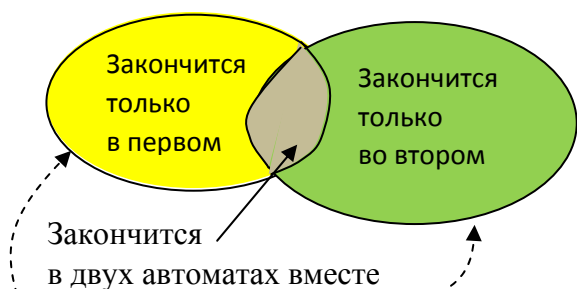 Закончится
только
в первом
Закончится
только
во втором
Закончится
в двух автоматах вместе